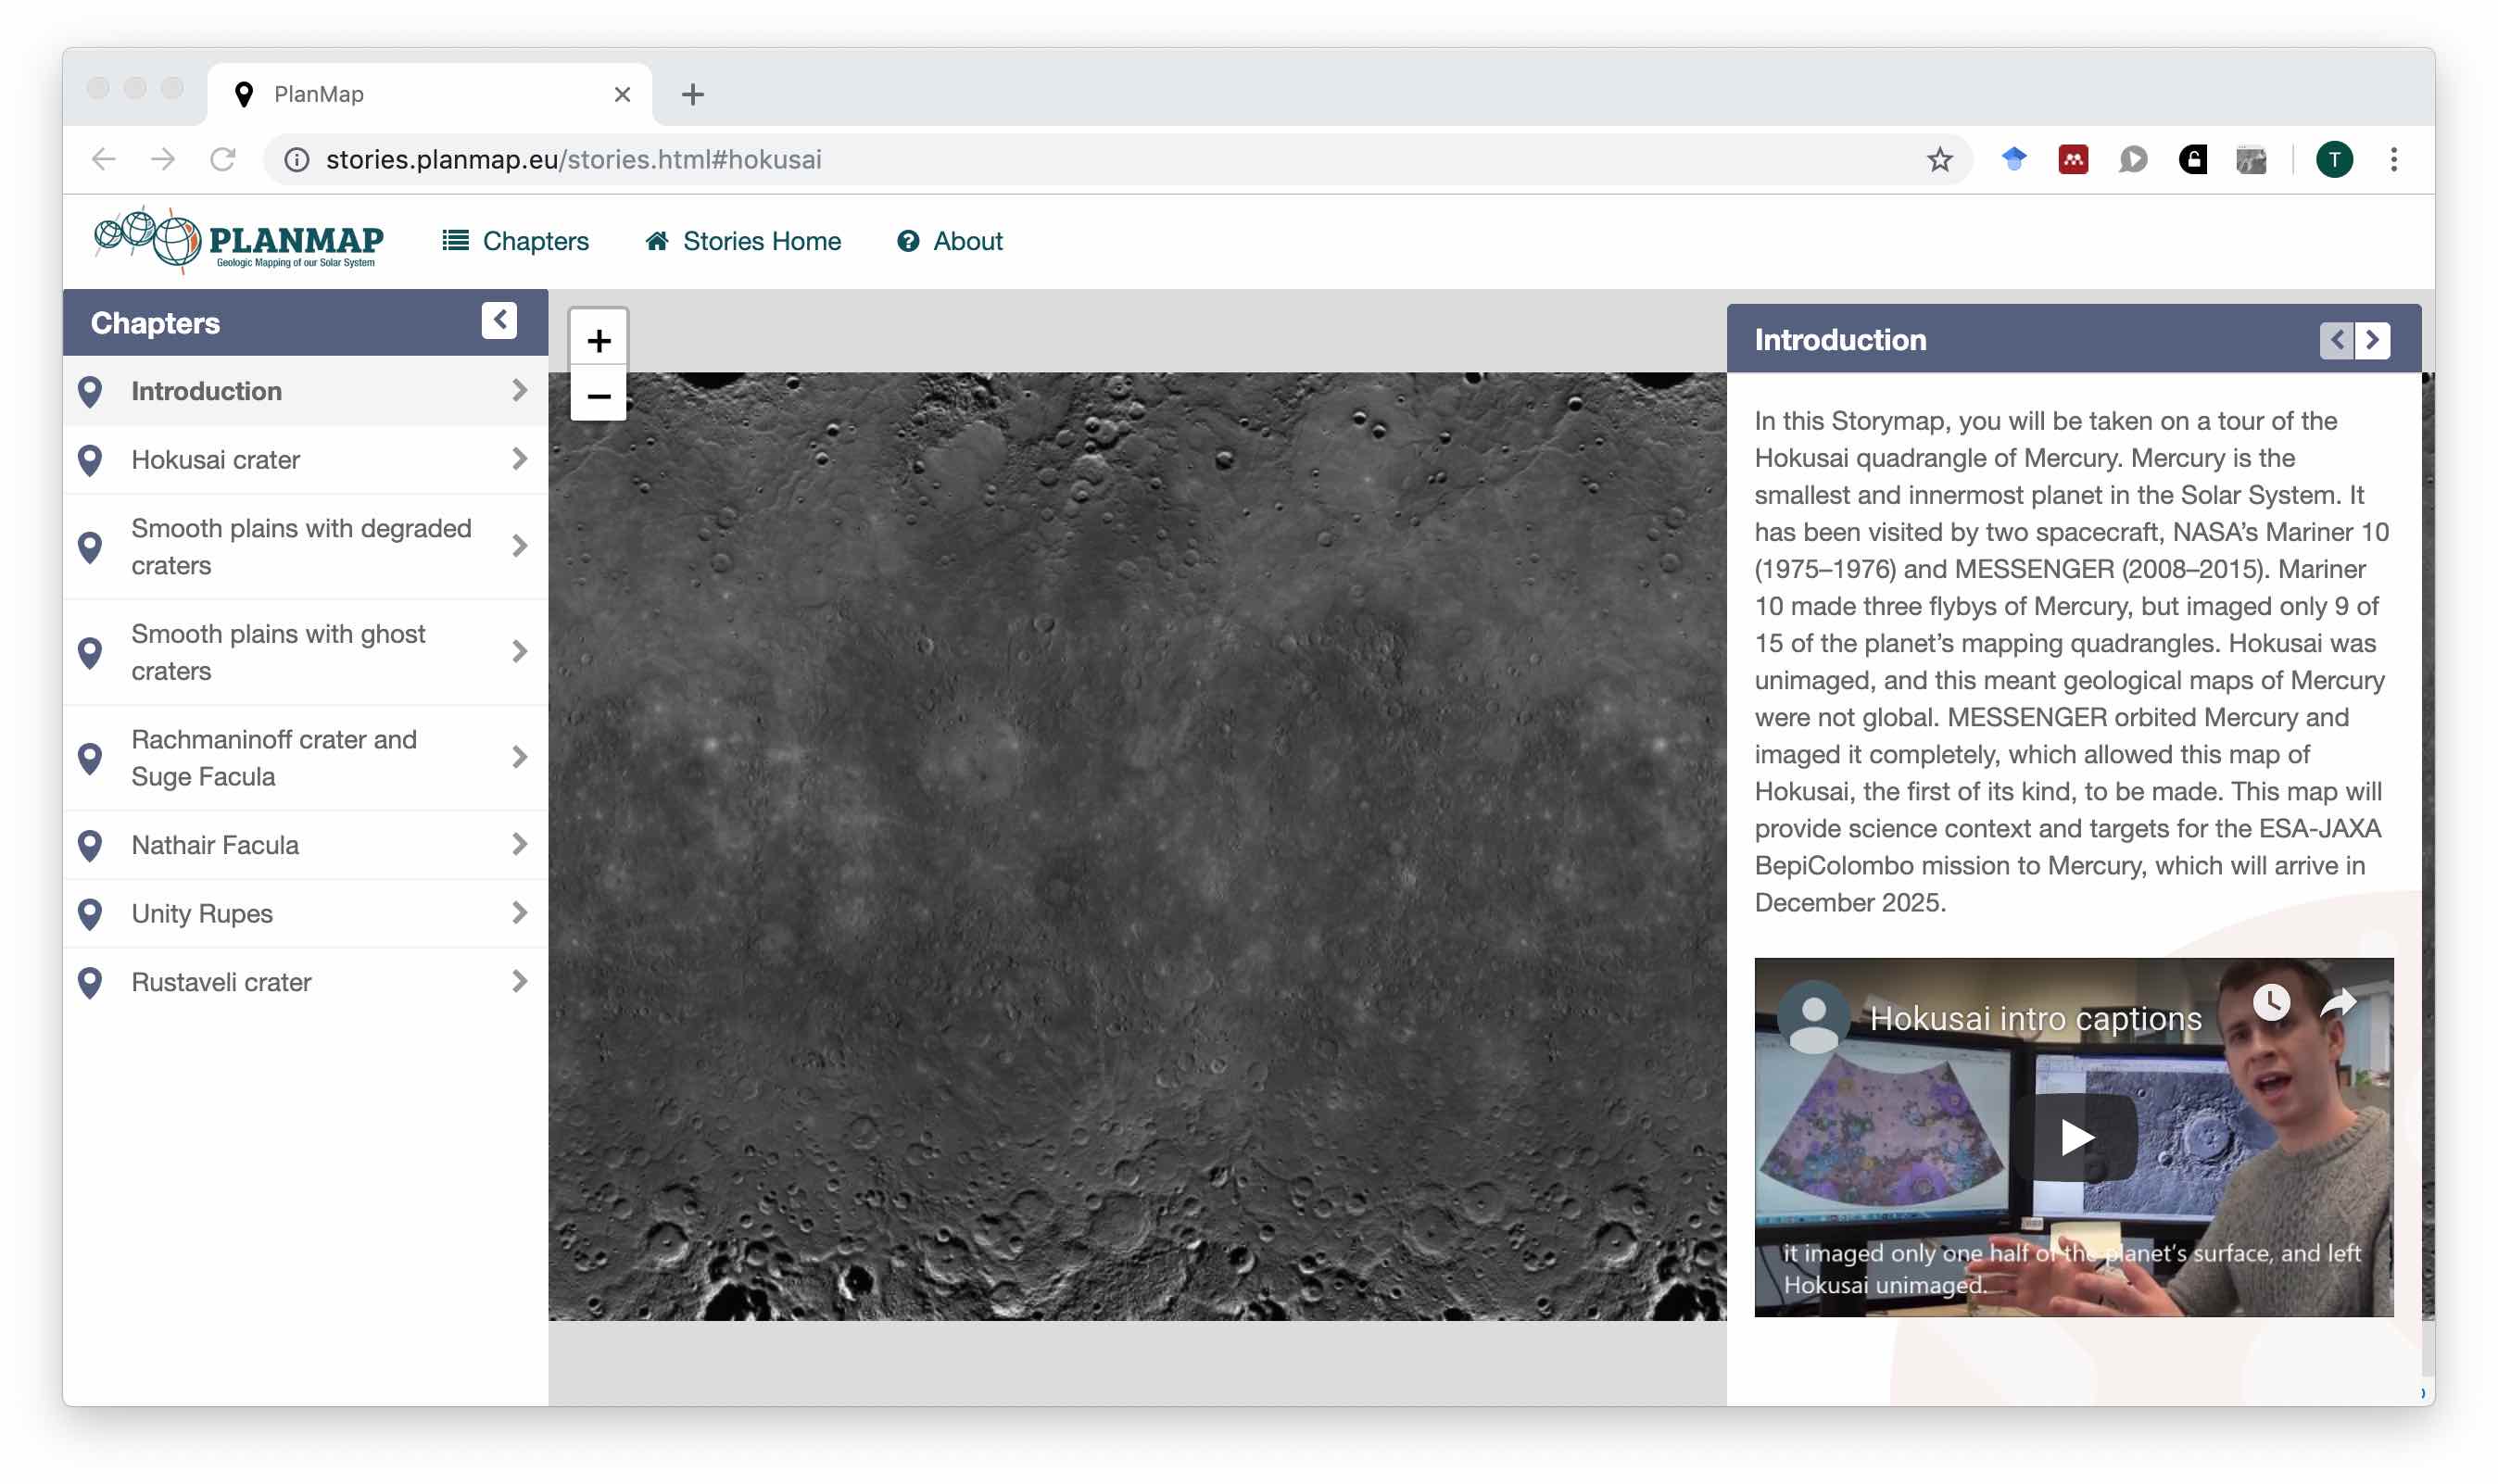 PlanMap
stories.planmap.eu/stories.html#hokusai
T
PLANMAP
Geologic Mapping of our Solar System
Chapters
Stories Home
About
Chapters
Introduction
Hokusai crater
Smooth plains with degraded
craters
Smooth plains with ghost
craters
Rachmaninoff crater and
Suge Facula
Nathair Facula
Unity Rupes
Rustaveli crater
+
−
Introduction
In this Storymap, you will be taken on a tour of the
Hokusai quadrangle of Mercury. Mercury is the
smallest and innermost planet in the Solar System. It
has been visited by two spacecraft, NASA’s Mariner 10
(1975–1976) and MESSENGER (2008–2015). Mariner
10 made three flybys of Mercury, but imaged only 9 of
15 of the planet’s mapping quadrangles. Hokusai was
unimaged, and this meant geological maps of Mercury
were not global. MESSENGER orbited Mercury and
imaged it completely, which allowed this map of
Hokusai, the first of its kind, to be made. This map will
provide science context and targets for the ESA-JAXA
BepiColombo mission to Mercury, which will arrive in
December 2025.
Hokusai intro captions
it imaged only one half of the planet’s surface, and left
Hokusai unimaged.